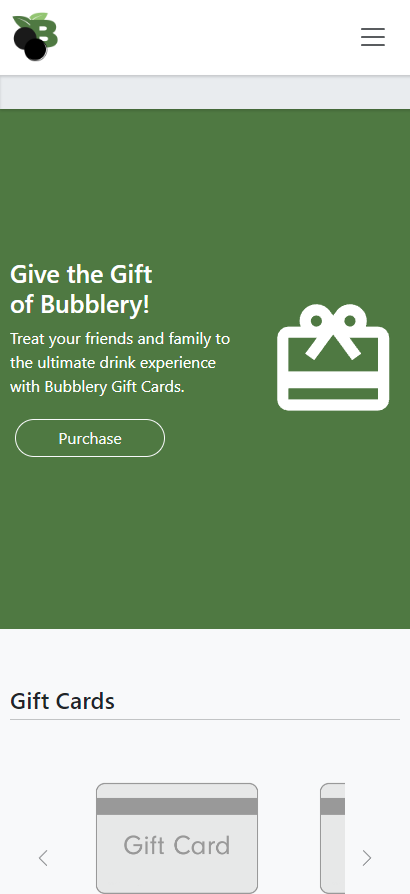 B
Give the Gift
of Bubblery!
Treat your friends and family to
the ultimate drink experience
with Bubblery Gift Cards.
Purchase
Gift Cards
Gift Card